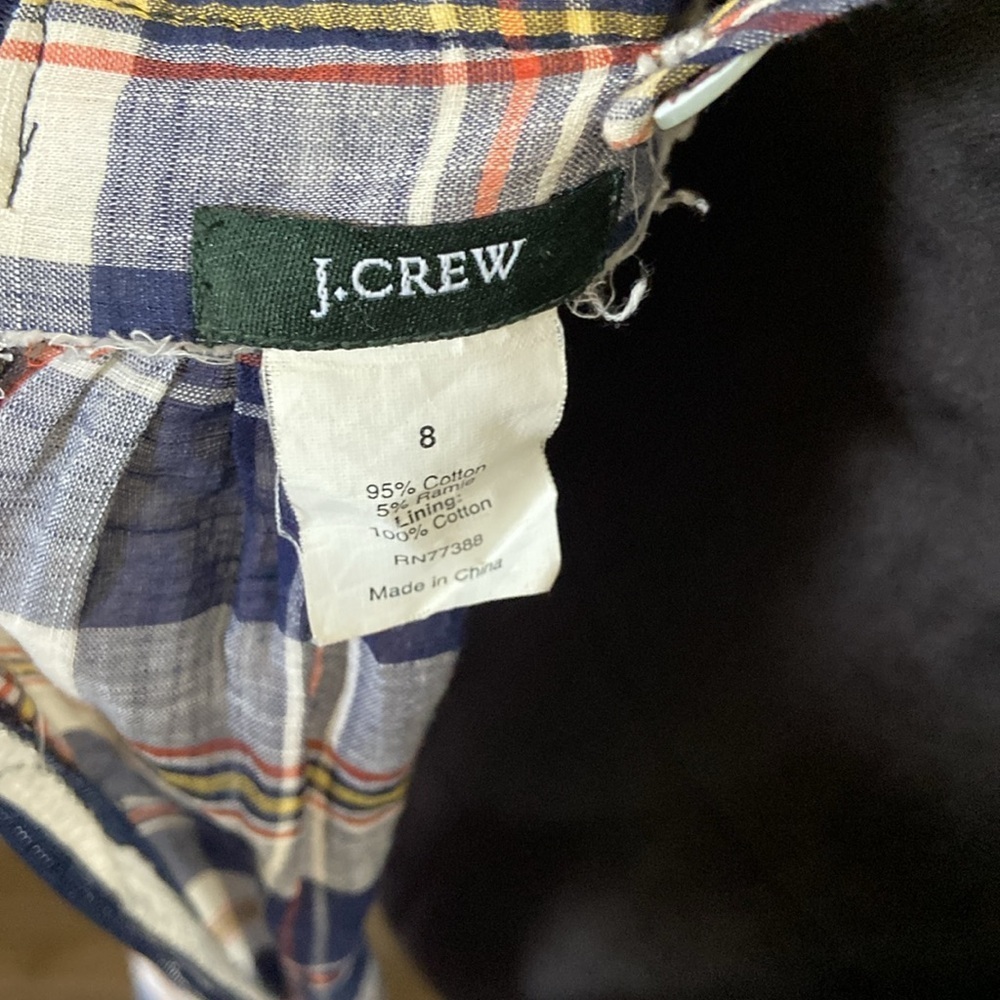 J.CREW
8
95% Cotton
5% Ramie
Lining:
100% Cotton
RN77388
Made in China